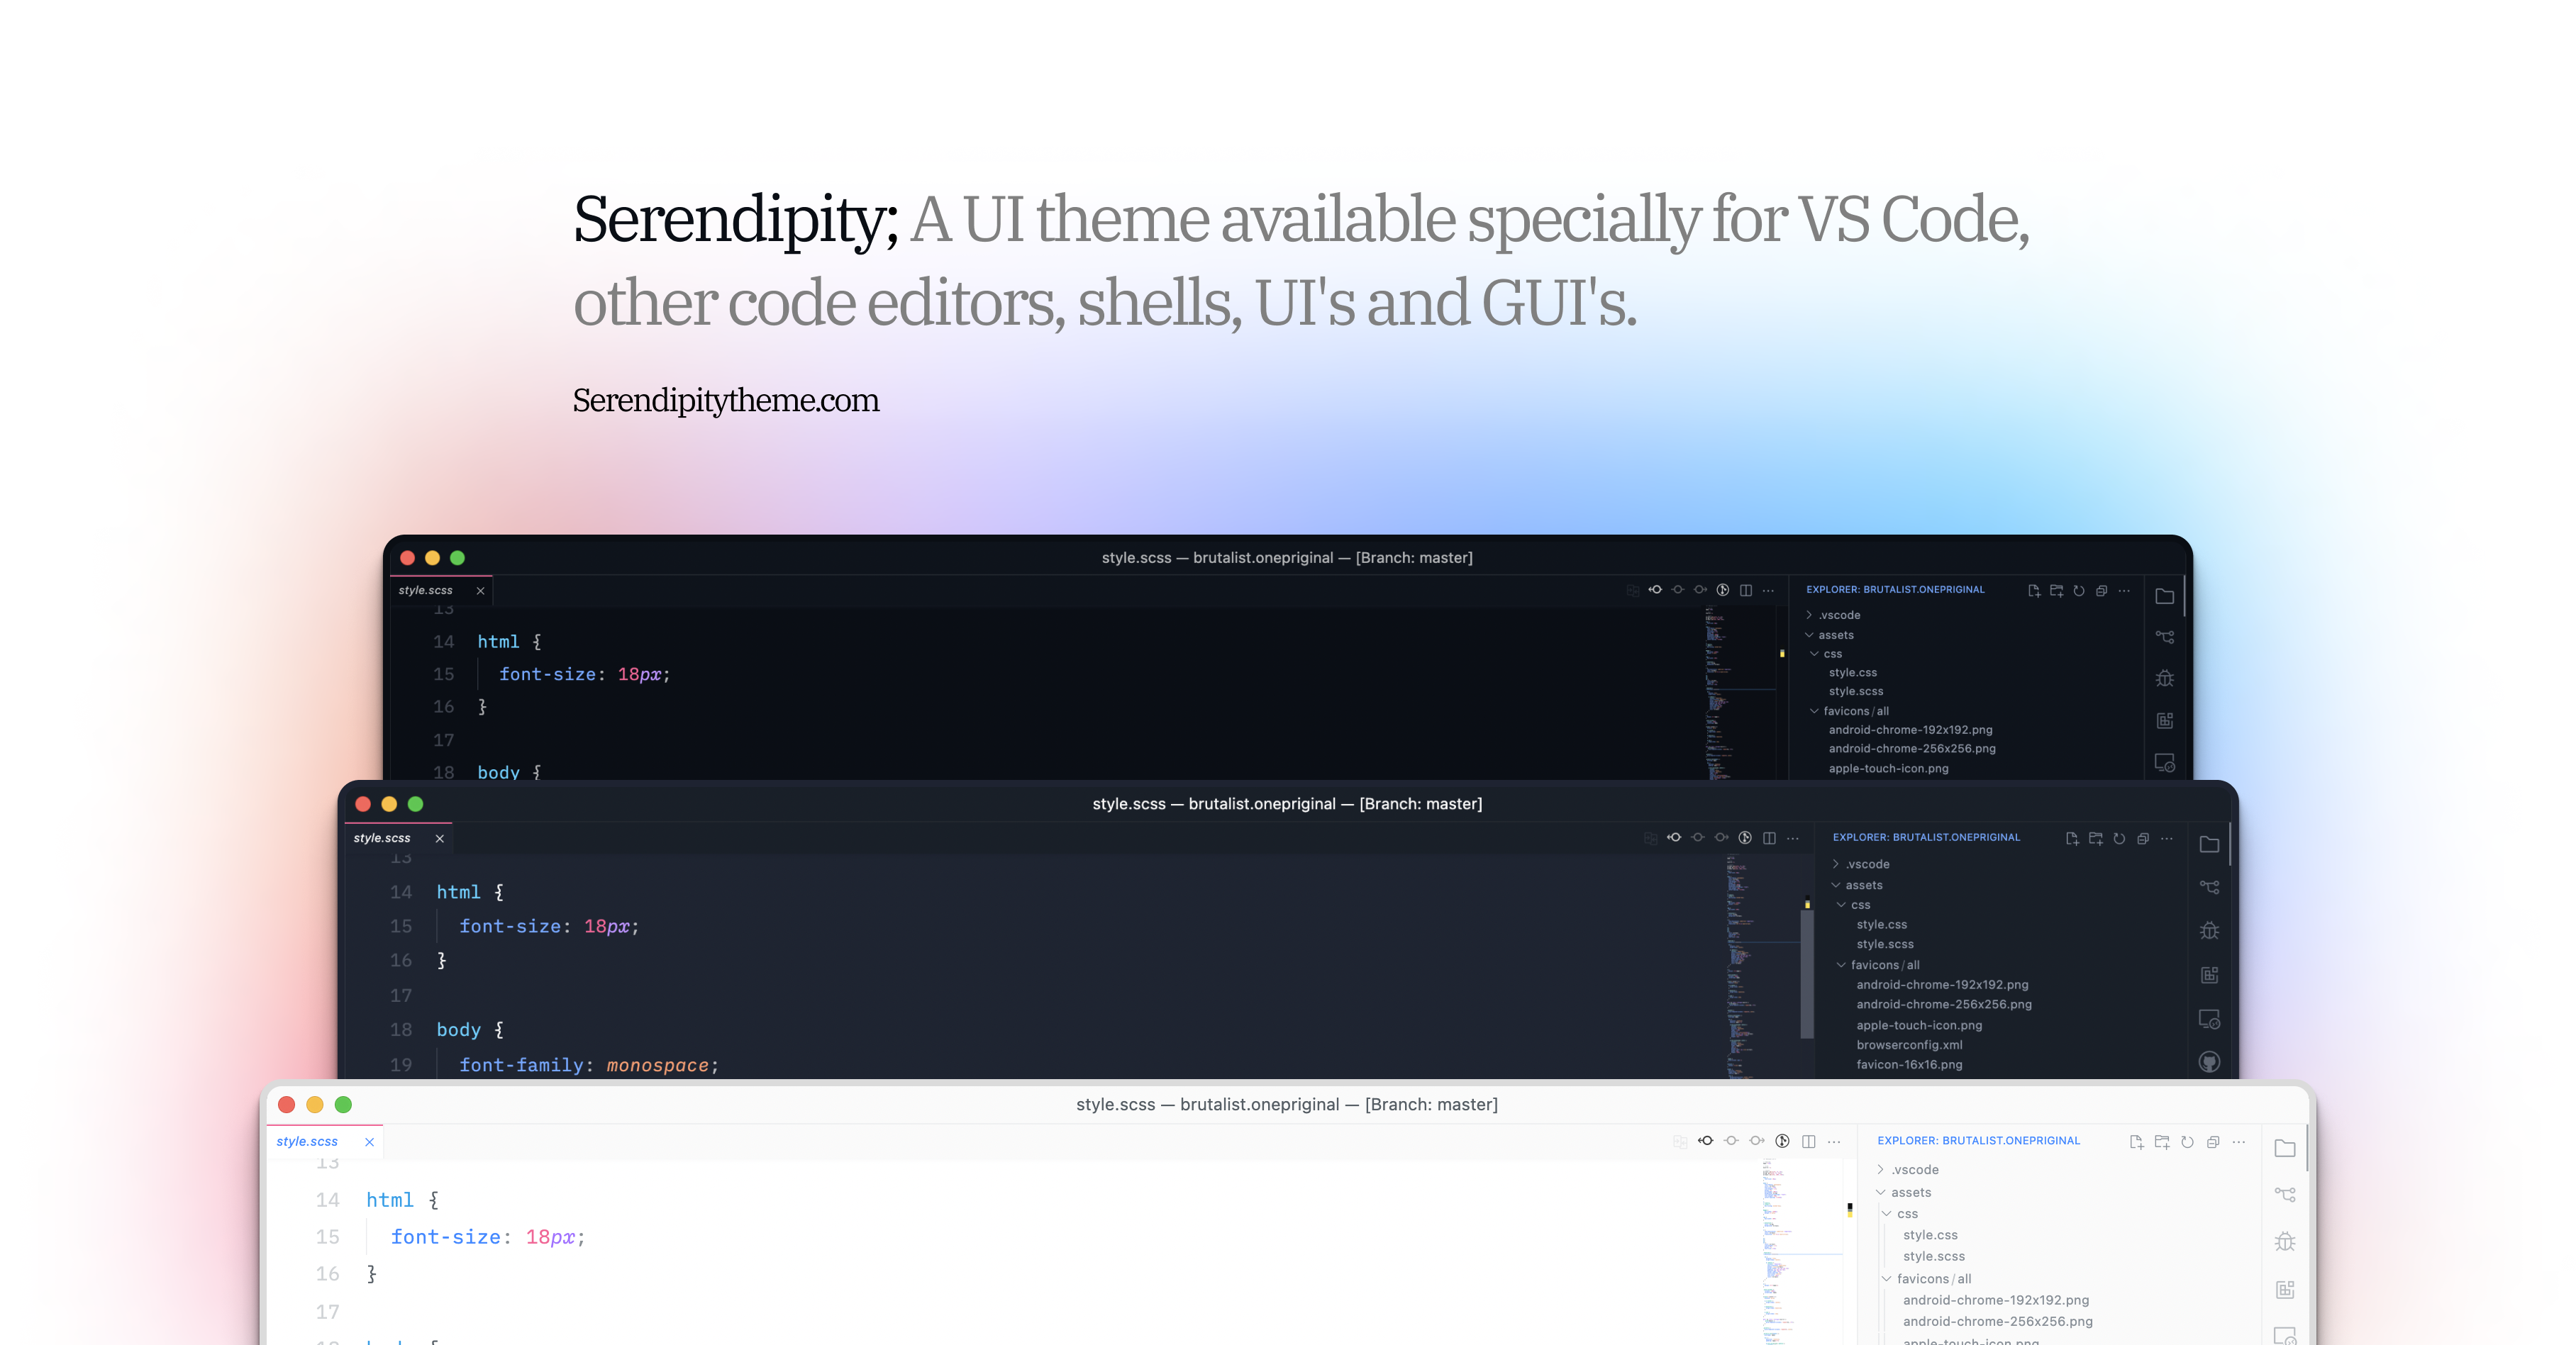 Serendipity; A UI theme available specially for VS Code,
other code editors, shells, UI's and GUI's.
Serendipitytheme.com
style.scss — brutalist.onepriginal — [Branch: master]
style.scss
EXPLORER: BRUTALIST.ONEPRIGINAL
13
14 html {
15 font-size: 18px;
16 }
17
18 body {
.vscode
assets
css
style.css
style.scss
favicons/all
android-chrome-192x192.png
android-chrome-256x256.png
apple-touch-icon.png
style.scss — brutalist.onepriginal — [Branch: master]
style.scss
EXPLORER: BRUTALIST.ONEPRIGINAL
13
14 html {
15 font-size: 18px;
16 }
17
18 body {
19 font-family: monospace;
.vscode
assets
css
style.css
style.scss
favicons/all
android-chrome-192x192.png
android-chrome-256x256.png
apple-touch-icon.png
browserconfig.xml
favicon-16x16.png
style.scss — brutalist.onepriginal — [Branch: master]
style.scss
EXPLORER: BRUTALIST.ONEPRIGINAL
13
14 html {
15 font-size: 18px;
16 }
17
.vscode
assets
css
style.css
style.scss
favicons/all
android-chrome-192x192.png
android-chrome-256x256.png
apple-touch-icon.png